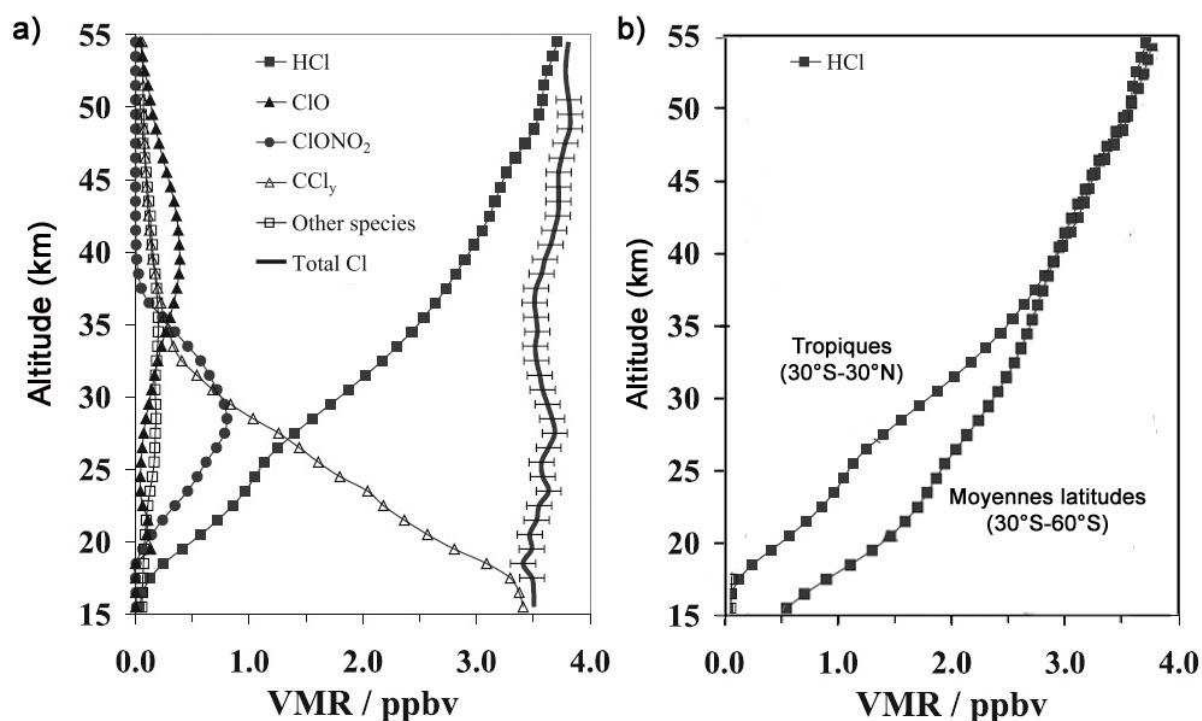 a)
55
50
45
40
35
30
25
20
15
Altitude (km)
HCl
ClO
ClONO₂
CClᵧ
Other species
Total Cl
0.0 1.0 2.0 3.0 4.0
VMR / ppbv
b)
55
50
45
40
35
30
25
20
15
Altitude (km)
HCl
Tropiques
(30°S-30°N)
Moyennes latitudes
(30°S-60°S)
0.0 1.0 2.0 3.0 4.0
VMR / ppbv